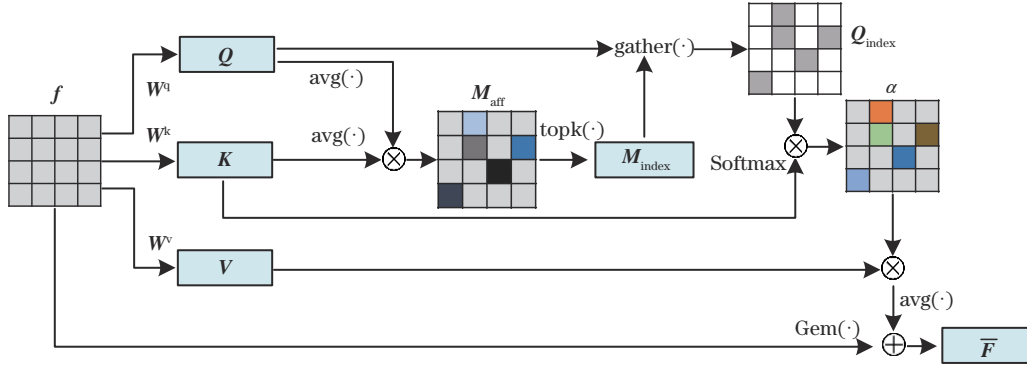 Q
gather(·)
Q_index
f
W^q
avg(·)
M_aff
α
W^k
avg(·)
topk(·)
K
M_index
Softmax
W^v
V
avg(·)
Gem(·)
F̅